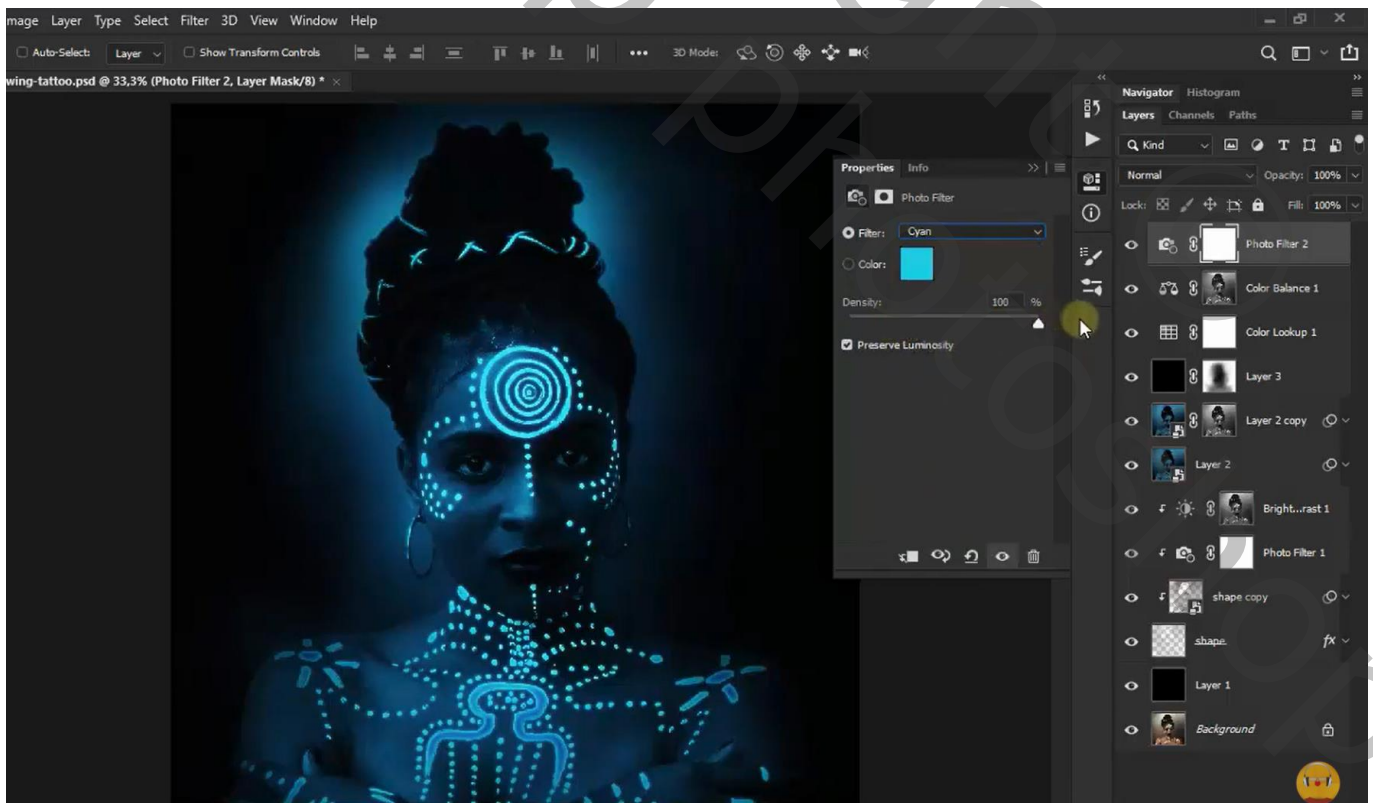 mage Layer Type Select Filter 3D View Window Help
Auto-Select: Layer Show Transform Controls 3D Mode:
wing-tattoo.psd @ 33,3% (Photo Filter 2, Layer Mask/8) *
Navigator Histogram
Layers Channels Paths
Kind
Normal Opacity: 100%
Lock: Fill: 100%
Properties Info
Photo Filter
Filter: Cyan
Color:
Density: 100 %
Preserve Luminosity
Photo Filter 2
Color Balance 1
Color Lookup 1
Layer 3
Layer 2 copy
Layer 2
Bright...rast 1
Photo Filter 1
shape copy
shape fx
Layer 1
Background